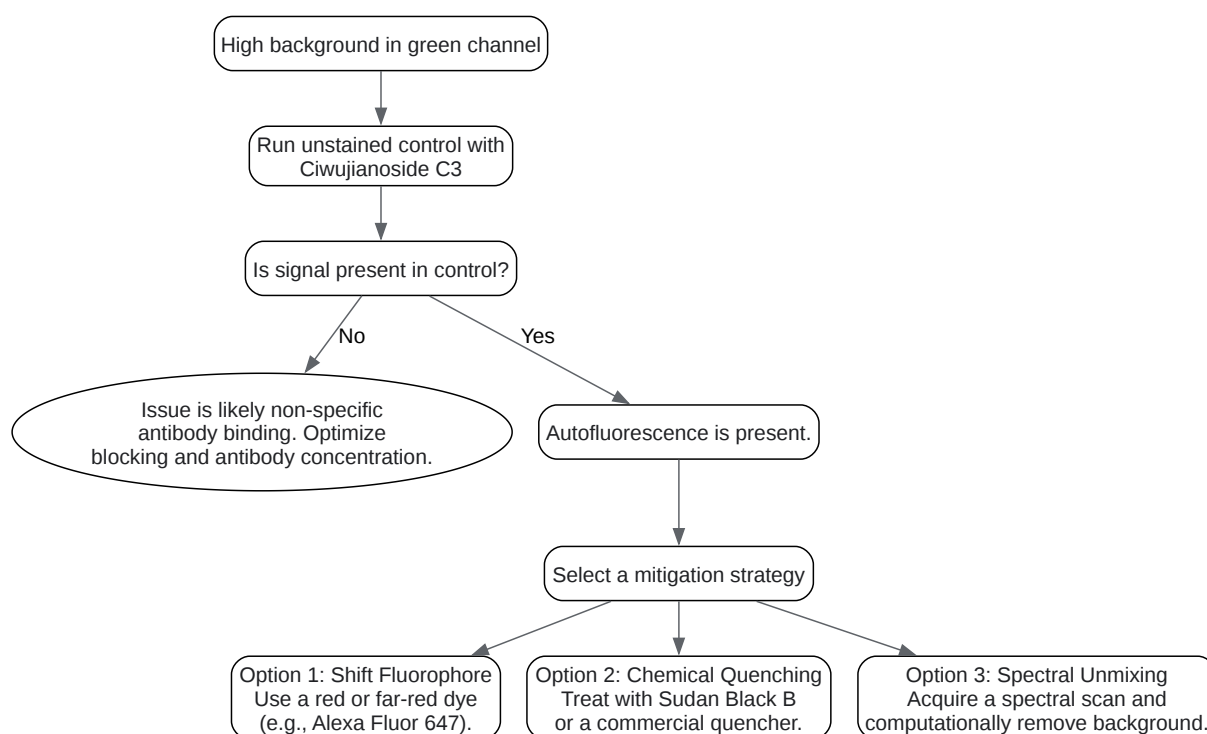 High background in green channel
Run unstained control with
Ciwujianoside C3
Is signal present in control?
No
Yes
Issue is likely non-specific
antibody binding. Optimize
blocking and antibody concentration.
Autofluorescence is present.
Select a mitigation strategy
Option 1: Shift Fluorophore
Use a red or far-red dye
(e.g., Alexa Fluor 647).
Option 2: Chemical Quenching
Treat with Sudan Black B
or a commercial quencher.
Option 3: Spectral Unmixing
Acquire a spectral scan and
computationally remove background.